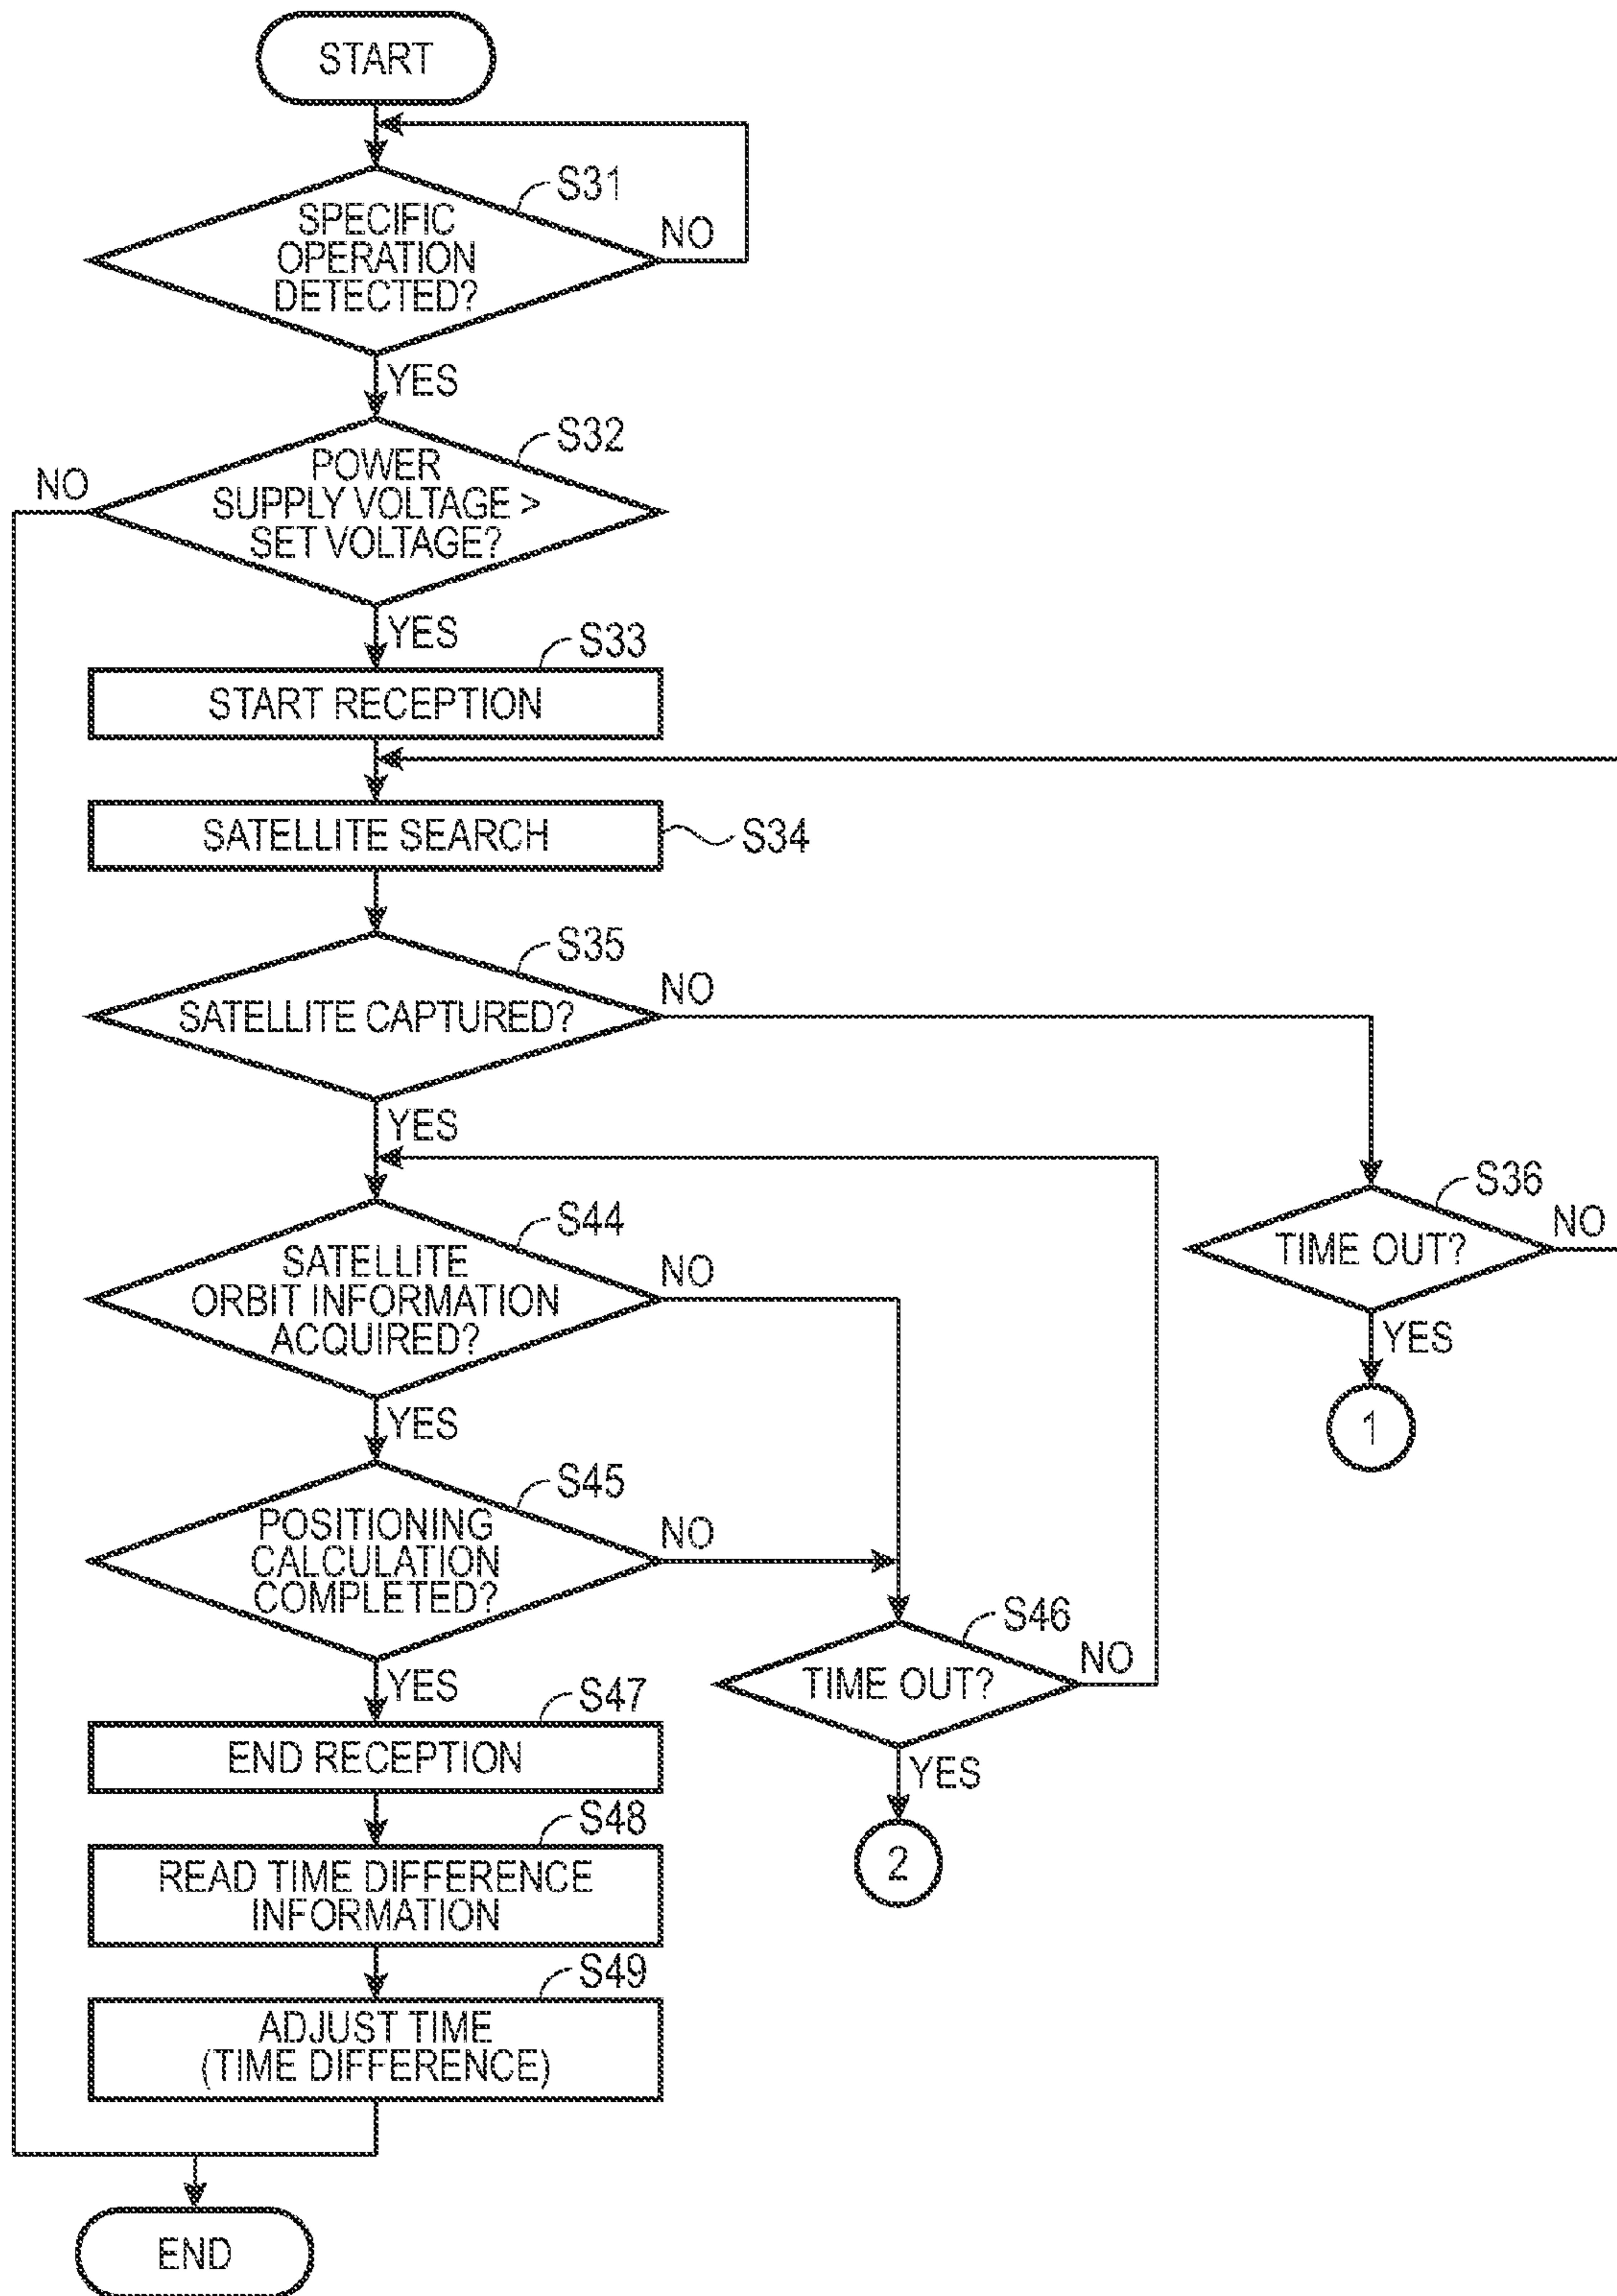 START
S31
SPECIFIC
OPERATION
DETECTED?
NO
YES
S32
POWER
SUPPLY VOLTAGE >
SET VOLTAGE?
NO
YES
S33
START RECEPTION
SATELLITE SEARCH
S34
S35
SATELLITE CAPTURED?
NO
YES
S36
TIME OUT?
NO
YES
1
S44
SATELLITE
ORBIT INFORMATION
ACQUIRED?
NO
YES
S45
POSITIONING
CALCULATION
COMPLETED?
NO
YES
S46
TIME OUT?
NO
YES
2
S47
END RECEPTION
S48
READ TIME DIFFERENCE
INFORMATION
S49
ADJUST TIME
(TIME DIFFERENCE)
END